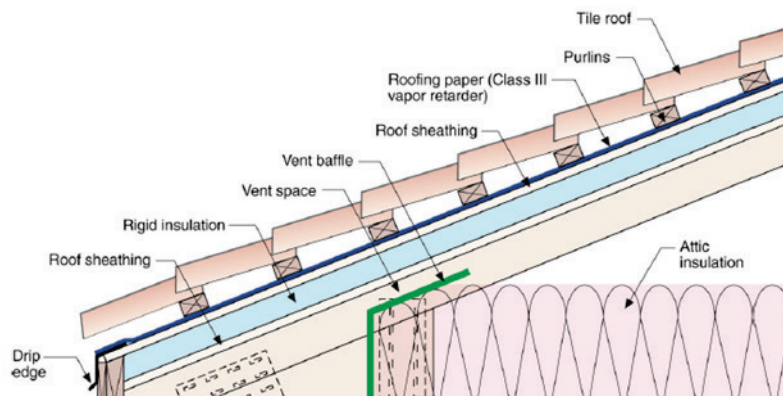 Tile roof
Purlins
Roofing paper (Class III
vapor retarder)
Roof sheathing
Vent baffle
Vent space
Rigid insulation
Roof sheathing
Attic
insulation
Drip
edge